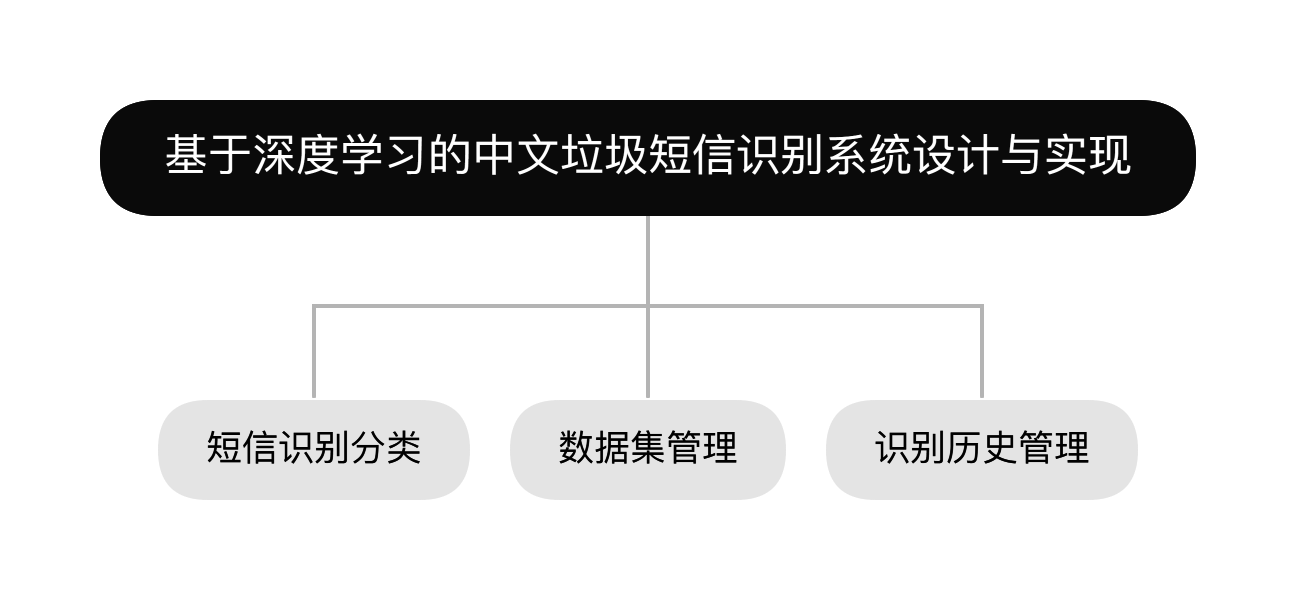 基于深度学习的中文垃圾短信识别系统设计与实现
短信识别分类
数据集管理
识别历史管理